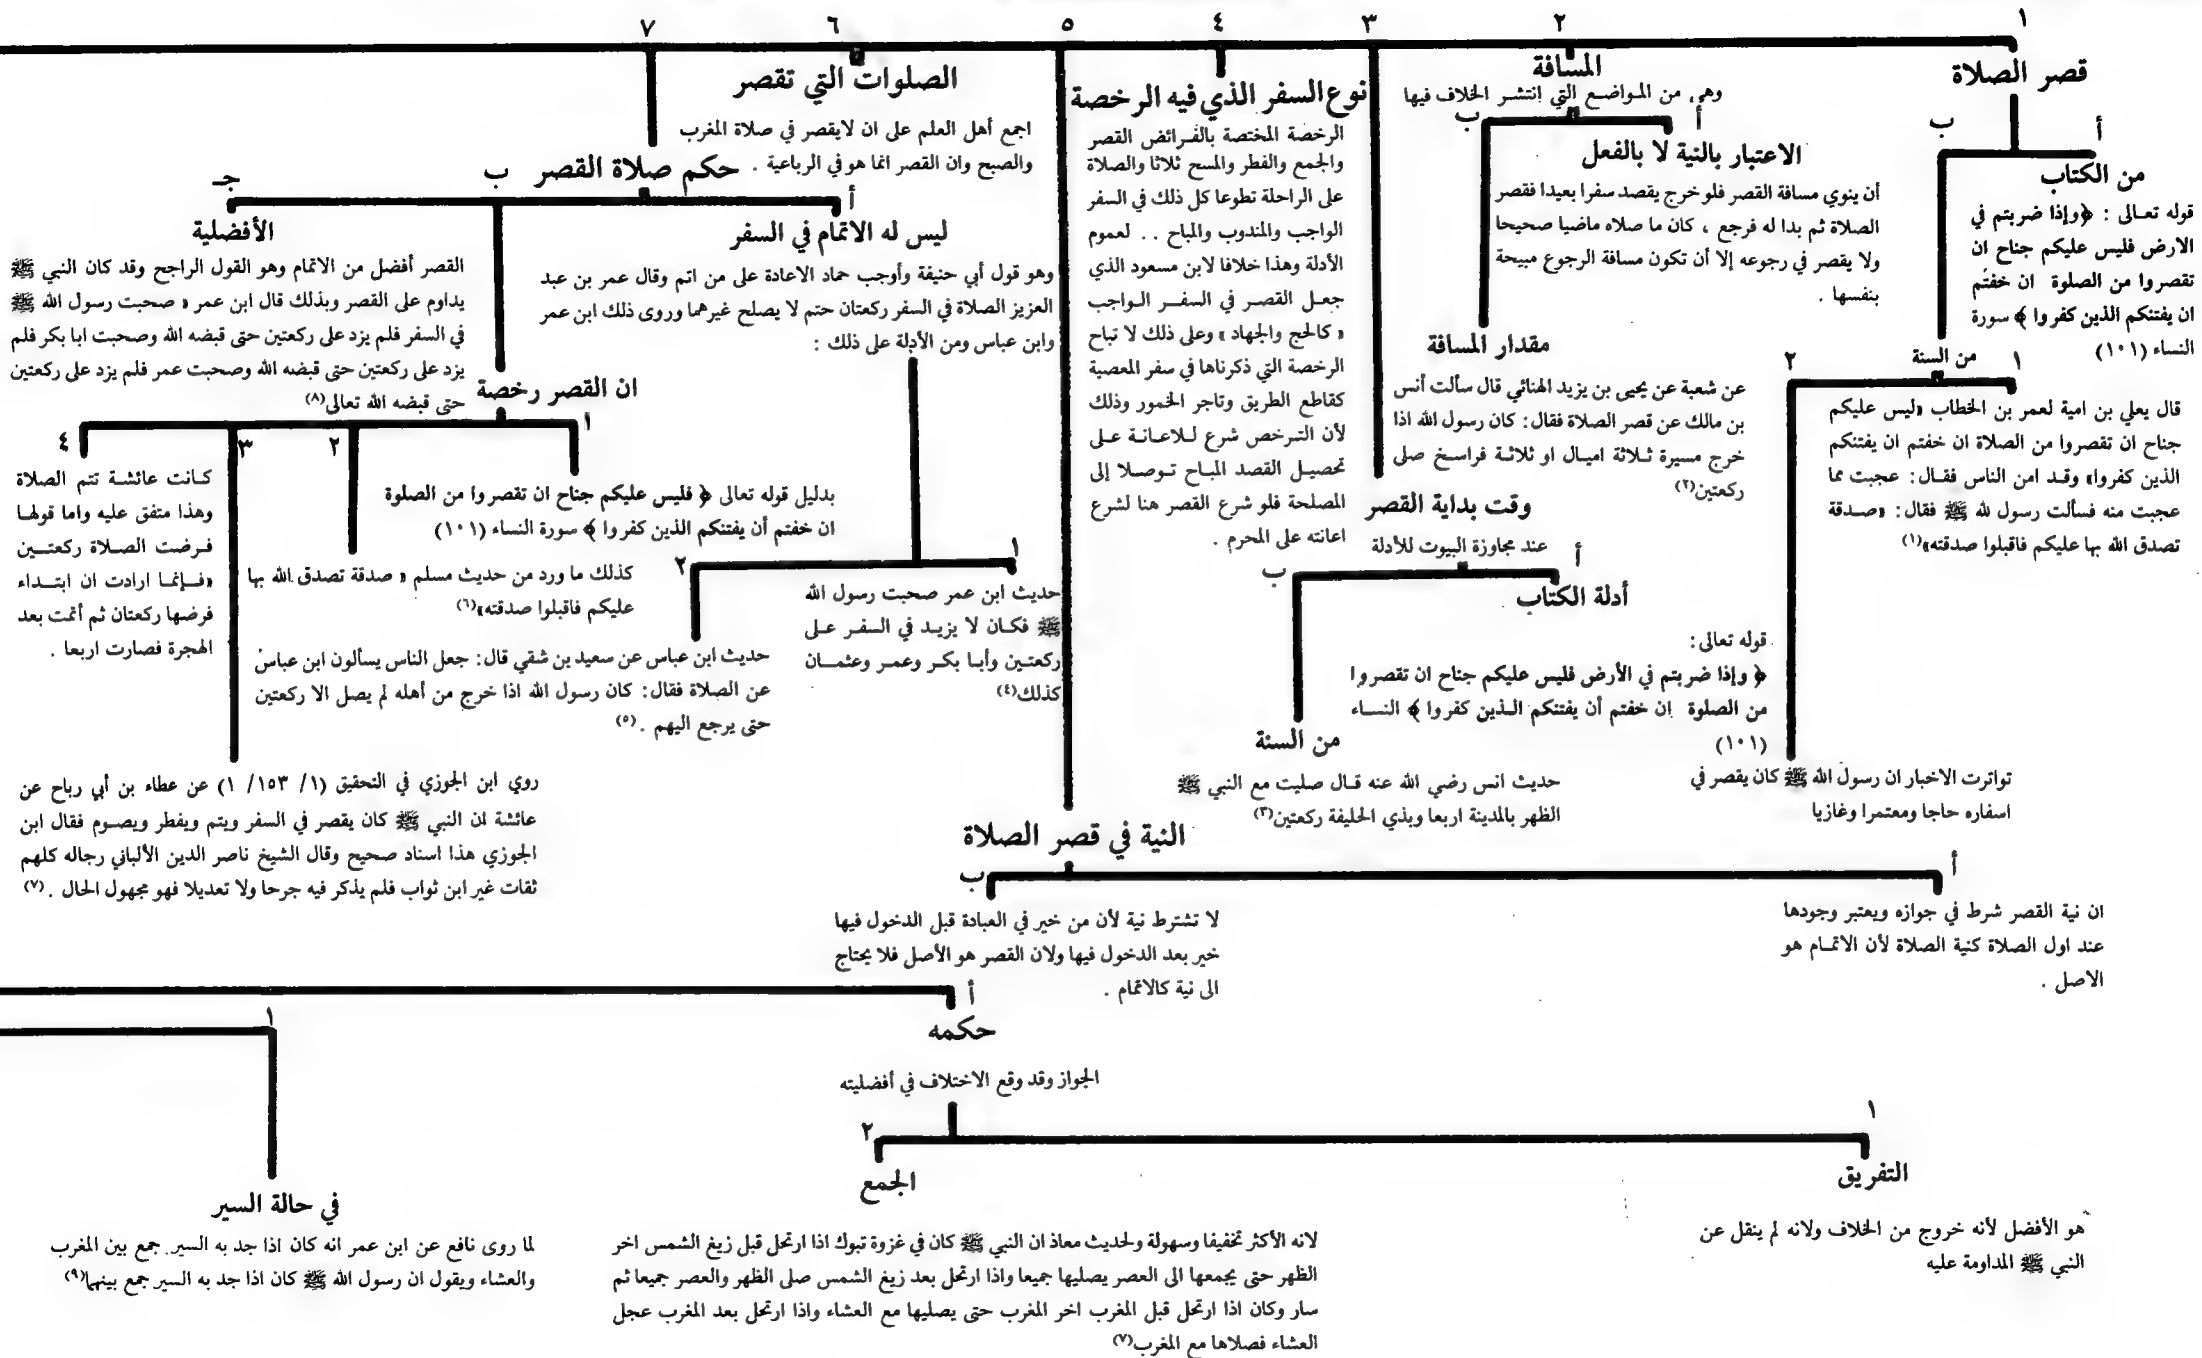 ١
قصر الصلاة
أ
من الكتاب
قوله تعالى : ﴿وإذا ضربتم في
الارض فليس عليكم جناح ان
تقصروا من الصلوة ان خفتم
ان يفتنكم الذين كفروا ﴾ سورة
النساء (١٠١)
ب
من السنة
١
قال يعلي بن امية لعمر بن الخطاب «ليس عليكم
جناح ان تقصروا من الصلاة ان خفتم ان يفتنكم
الذين كفروا» وقد امن الناس فقال : عجبت مما
عجبت منه فسألت رسول لله ﷺ فقال : «صدقة
تصدق الله بها عليكم فاقبلوا صدقته»(١)
٢
تواترت الاخبار ان رسول الله ﷺ كان يقصر في
اسفاره حاجا ومعتمرا وغازيا
٢
المسافة
وهي من المواضع التي انتشر الخلاف فيها
أ
الاعتبار بالنية لا بالفعل
أن ينوي مسافة القصر فلو خرج يقصد سفرا بعيدا فقصر
الصلاة ثم بدا له فرجع ، كان ما صلاه ماضيا صحيحا
ولا يقصر في رجوعه إلا أن تكون مسافة الرجوع مبيحة
بنفسها .
ب
مقدار المسافة
عن شعبة عن يحيى بن يزيد الهنائي قال سألت أنس
بن مالك عن قصر الصلاة فقال : كان رسول الله اذا
خرج مسيرة ثلاثة اميال او ثلاثة فراسخ صلى
ركعتين(٢)
٣
وقت بداية القصر
عند مجاوزة البيوت للأدلة
أ
أدلة الكتاب
قوله تعالى :
﴿ وإذا ضربتم في الأرض فليس عليكم جناح ان تقصروا
من الصلوة ان خفتم أن يفتنكم الذين كفروا ﴾ النساء
(١٠١)
ب
من السنة
حديث انس رضي الله عنه قال صليت مع النبي ﷺ
الظهر بالمدينة اربعا وبذي الحليفة ركعتين(٣)
٤
نوع السفر الذي فيه الرخصة
الرخصة المختصة بالفرائض القصر
والجمع والفطر والمسح ثلاثا والصلاة
على الراحلة تطوعا كل ذلك في السفر
الواجب والمندوب والمباح .. لعموم
الأدلة وهذا خلافا لابن مسعود الذي
جعل القصر في السفر الواجب
«كالحج والجهاد» وعلى ذلك لا تباح
الرخصة التي ذكرناها في سفر المعصية
كقاطع الطريق وتاجر الخمور وذلك
لأن الترخص شرع للاعانة على
تحصيل القصد المباح توصلا إلى
المصلحة فلو شرع القصر هنا لشرع
اعانته على المحرم .
٥
النية في قصر الصلاة
أ
ان نية القصر شرط في جوازه ويعتبر وجودها
عند اول الصلاة كنية الصلاة لأن الاتمام هو
الاصل .
ب
لا تشترط نية لأن من خير في العبادة قبل الدخول فيها
خير بعد الدخول فيها ولان القصر هو الأصل فلا يحتاج
الى نية كالاتمام .
٦
الصلوات التي تقصر
اجمع أهل العلم على ان لايقصر في صلاة المغرب
والصبح وان القصر انما هو في الرباعية .
٧
حكم صلاة القصر
أ
ليس له الاتمام في السفر
وهو قول أبي حنيفة وأوجب حماد الاعادة على من اتم وقال عمر بن عبد
العزيز الصلاة في السفر ركعتان حتم لا يصلح غيرهما وروى ذلك ابن عمر
وابن عباس ومن الأدلة على ذلك :
١
حديث ابن عمر صحبت رسول الله
ﷺ فكان لا يزيد في السفر على
ركعتين وأبا بكر وعمر وعثمان
كذلك(٤)
٢
حديث ابن عباس عن سعيد بن شقي قال : جعل الناس يسألون ابن عباس
عن الصلاة فقال : كان رسول الله اذا خرج من أهله لم يصل الا ركعتين
حتى يرجع اليهم .(٥)
ب
ان القصر رخصة
١
بدليل قوله تعالى ﴿ فليس عليكم جناح ان تقصروا من الصلوة
ان خفتم أن يفتنكم الذين كفروا ﴾ سورة النساء (١٠١)
٢
كذلك ما ورد من حديث مسلم « صدقة تصدق الله بها
عليكم فاقبلوا صدقته»(٦)
٣
روي ابن الجوزي في التحقيق (١/ ١٥٣/ ١) عن عطاء بن أبي رباح عن
عائشة ان النبي ﷺ كان يقصر في السفر ويتم ويفطر ويصوم فقال ابن
الجوزي هذا اسناد صحيح وقال الشيخ ناصر الدين الألباني رجاله كلهم
ثقات غير ابن ثواب فلم يذكر فيه جرحا ولا تعديلا فهو مجهول الحال .(٧)
٤
كانت عائشة تتم الصلاة
وهذا متفق عليه واما قولها
فرضت الصلاة ركعتين
«فإنما ارادت ان ابتداء
فرضها ركعتان ثم أتمت بعد
الهجرة فصارت اربعا .
جـ
الأفضلية
القصر أفضل من الاتمام وهو القول الراجح وقد كان النبي ﷺ
يداوم على القصر وبذلك قال ابن عمر « صحبت رسول الله ﷺ
في السفر فلم يزد على ركعتين حتى قبضه الله وصحبت ابا بكر فلم
يزد على ركعتين حتى قبضه الله وصحبت عمر فلم يزد على ركعتين
حتى قبضه الله تعالى(٨)
أ
حكمه
الجواز وقد وقع الاختلاف في أفضليته
١
التفريق
هو الأفضل لأنه خروج من الخلاف ولانه لم ينقل عن
النبي ﷺ المداومة عليه
٢
الجمع
لانه الأكثر تخفيفا وسهولة ولحديث معاذ ان النبي ﷺ كان في غزوة تبوك اذا ارتحل قبل زيغ الشمس اخر
الظهر حتى يجمعها الى العصر يصليها جميعا واذا ارتحل بعد زيغ الشمس صلى الظهر والعصر جميعا ثم
سار وكان اذا ارتحل قبل المغرب اخر المغرب حتى يصليها مع العشاء واذا ارتحل بعد المغرب عجل
العشاء فصلاها مع المغرب(٧)
١
في حالة السير
لما روى نافع عن ابن عمر انه كان اذا جد به السير جمع بين المغرب
والعشاء ويقول ان رسول الله ﷺ كان اذا جد به السير جمع بينهما(٩)